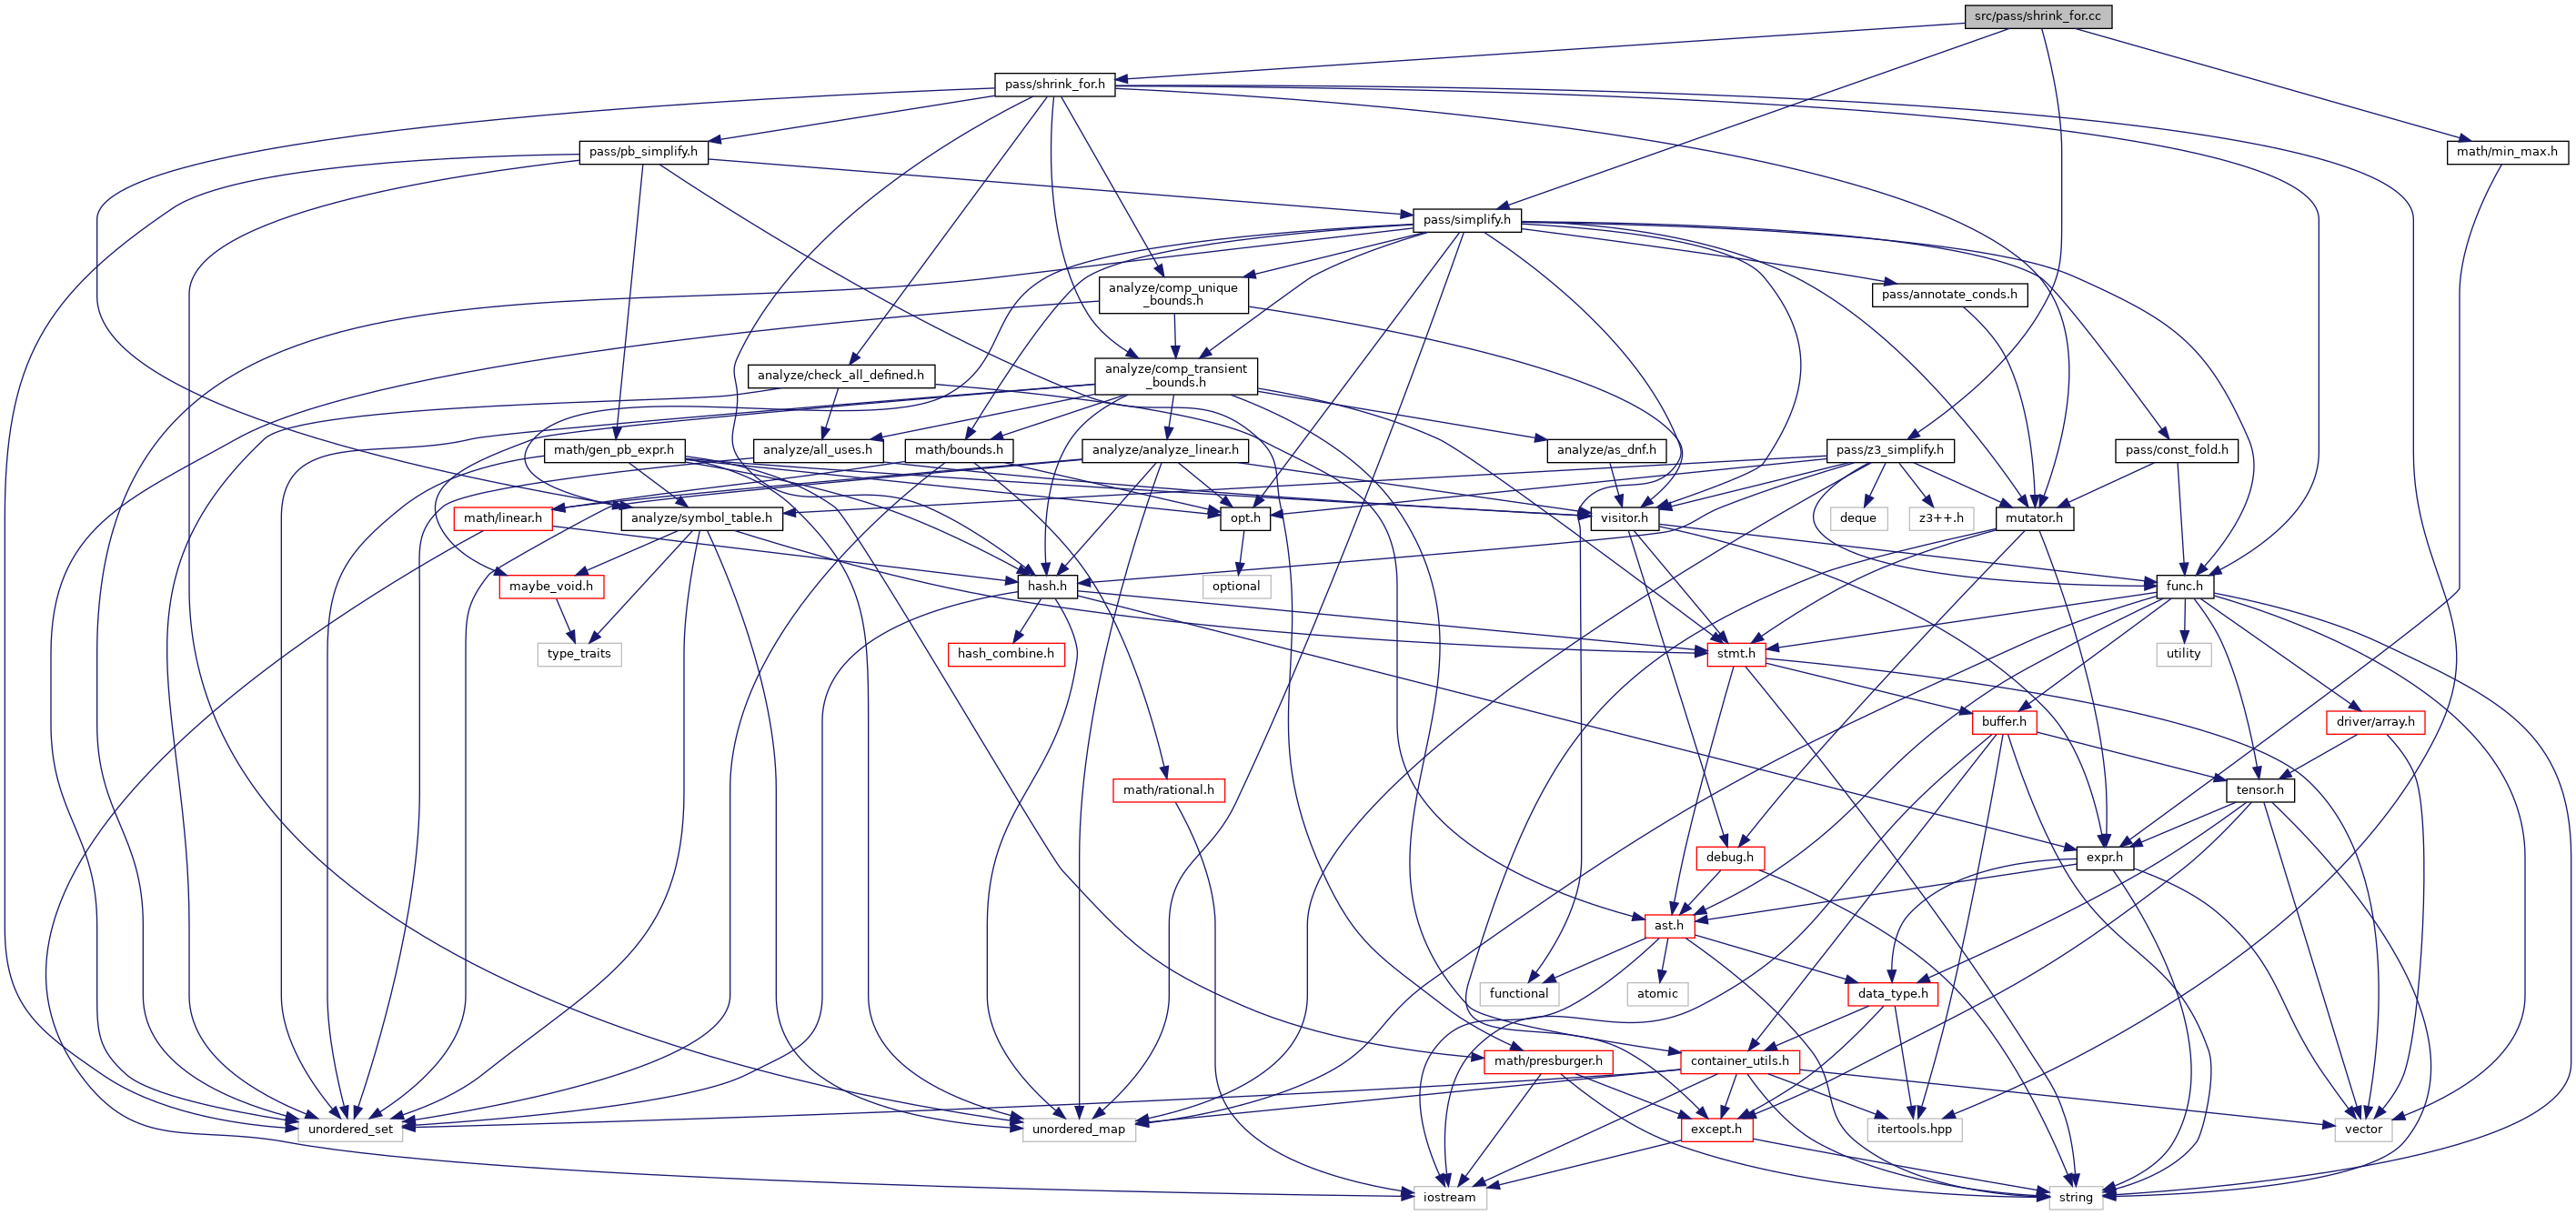 src/pass/shrink_for.cc
pass/shrink_for.h
pass/pb_simplify.h
math/min_max.h
pass/simplify.h
analyze/comp_unique
_bounds.h
pass/annotate_conds.h
analyze/check_all_defined.h
analyze/comp_transient
_bounds.h
math/gen_pb_expr.h
analyze/all_uses.h
math/bounds.h
analyze/analyze_linear.h
analyze/as_dnf.h
pass/z3_simplify.h
pass/const_fold.h
math/linear.h
analyze/symbol_table.h
opt.h
visitor.h
deque
z3++.h
mutator.h
maybe_void.h
hash.h
optional
func.h
type_traits
hash_combine.h
stmt.h
utility
buffer.h
driver/array.h
math/rational.h
tensor.h
debug.h
expr.h
ast.h
functional
atomic
data_type.h
math/presburger.h
container_utils.h
unordered_set
unordered_map
except.h
itertools.hpp
vector
iostream
string